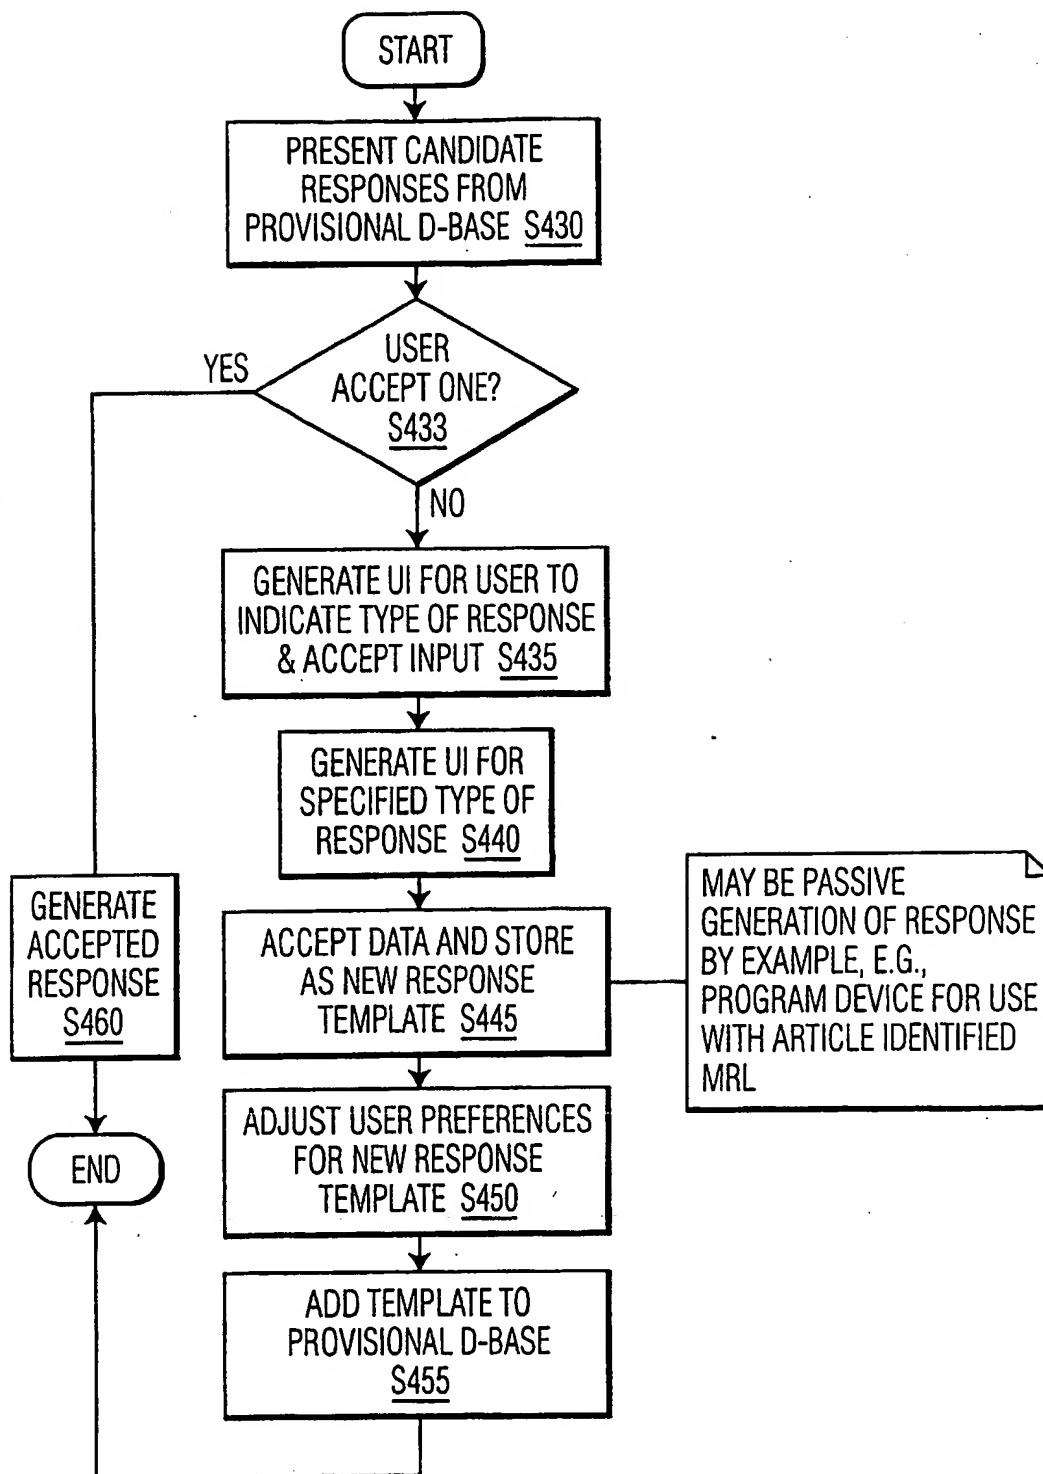 START
PRESENT CANDIDATE
RESPONSES FROM
PROVISIONAL D-BASE S430
USER
ACCEPT ONE?
S433
YES
NO
GENERATE UI FOR USER TO
INDICATE TYPE OF RESPONSE
& ACCEPT INPUT S435
GENERATE UI FOR
SPECIFIED TYPE OF
RESPONSE S440
GENERATE
ACCEPTED
RESPONSE
S460
ACCEPT DATA AND STORE
AS NEW RESPONSE
TEMPLATE S445
MAY BE PASSIVE
GENERATION OF RESPONSE
BY EXAMPLE, E.G.,
PROGRAM DEVICE FOR USE
WITH ARTICLE IDENTIFIED
MRL
END
ADJUST USER PREFERENCES
FOR NEW RESPONSE
TEMPLATE S450
ADD TEMPLATE TO
PROVISIONAL D-BASE
S455